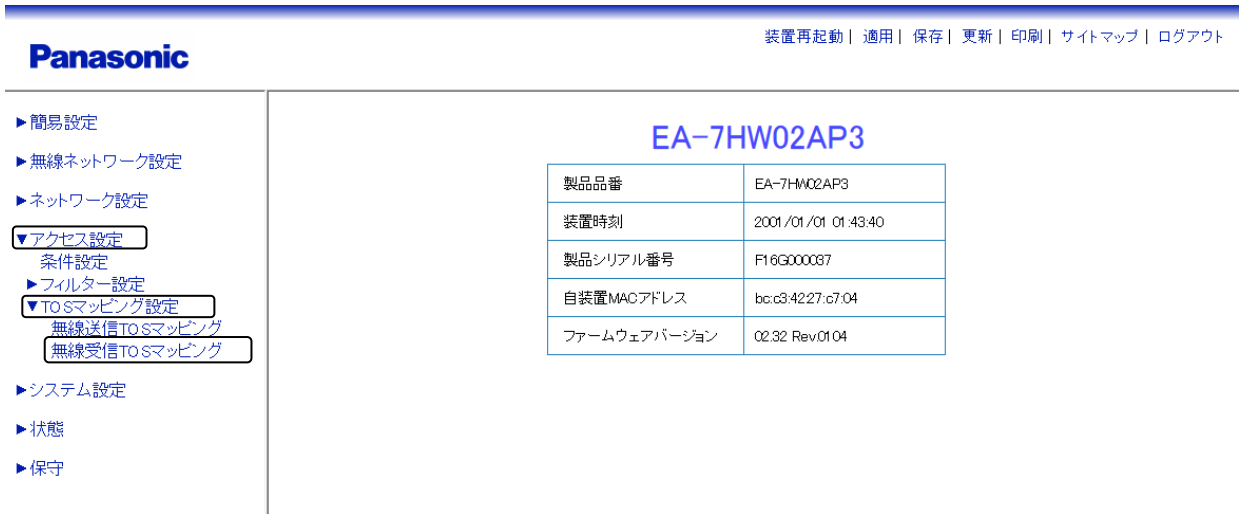 Panasonic
装置再起動 | 適用 | 保存 | 更新 | 印刷 | サイトマップ | ログアウト
▶簡易設定
▶無線ネットワーク設定
▶ネットワーク設定
▼アクセス設定
条件設定
▶フィルター設定
▼TOSマッピング設定
無線送信TOSマッピング
無線受信TOSマッピング
▶システム設定
▶状態
▶保守
EA-7HW02AP3
製品品番 EA-7HW02AP3
装置時刻 2001/01/01 01:43:40
製品シリアル番号 F16G000037
自装置MACアドレス bc:c3:42:27:c7:04
ファームウェアバージョン 02.32 Rev.0104